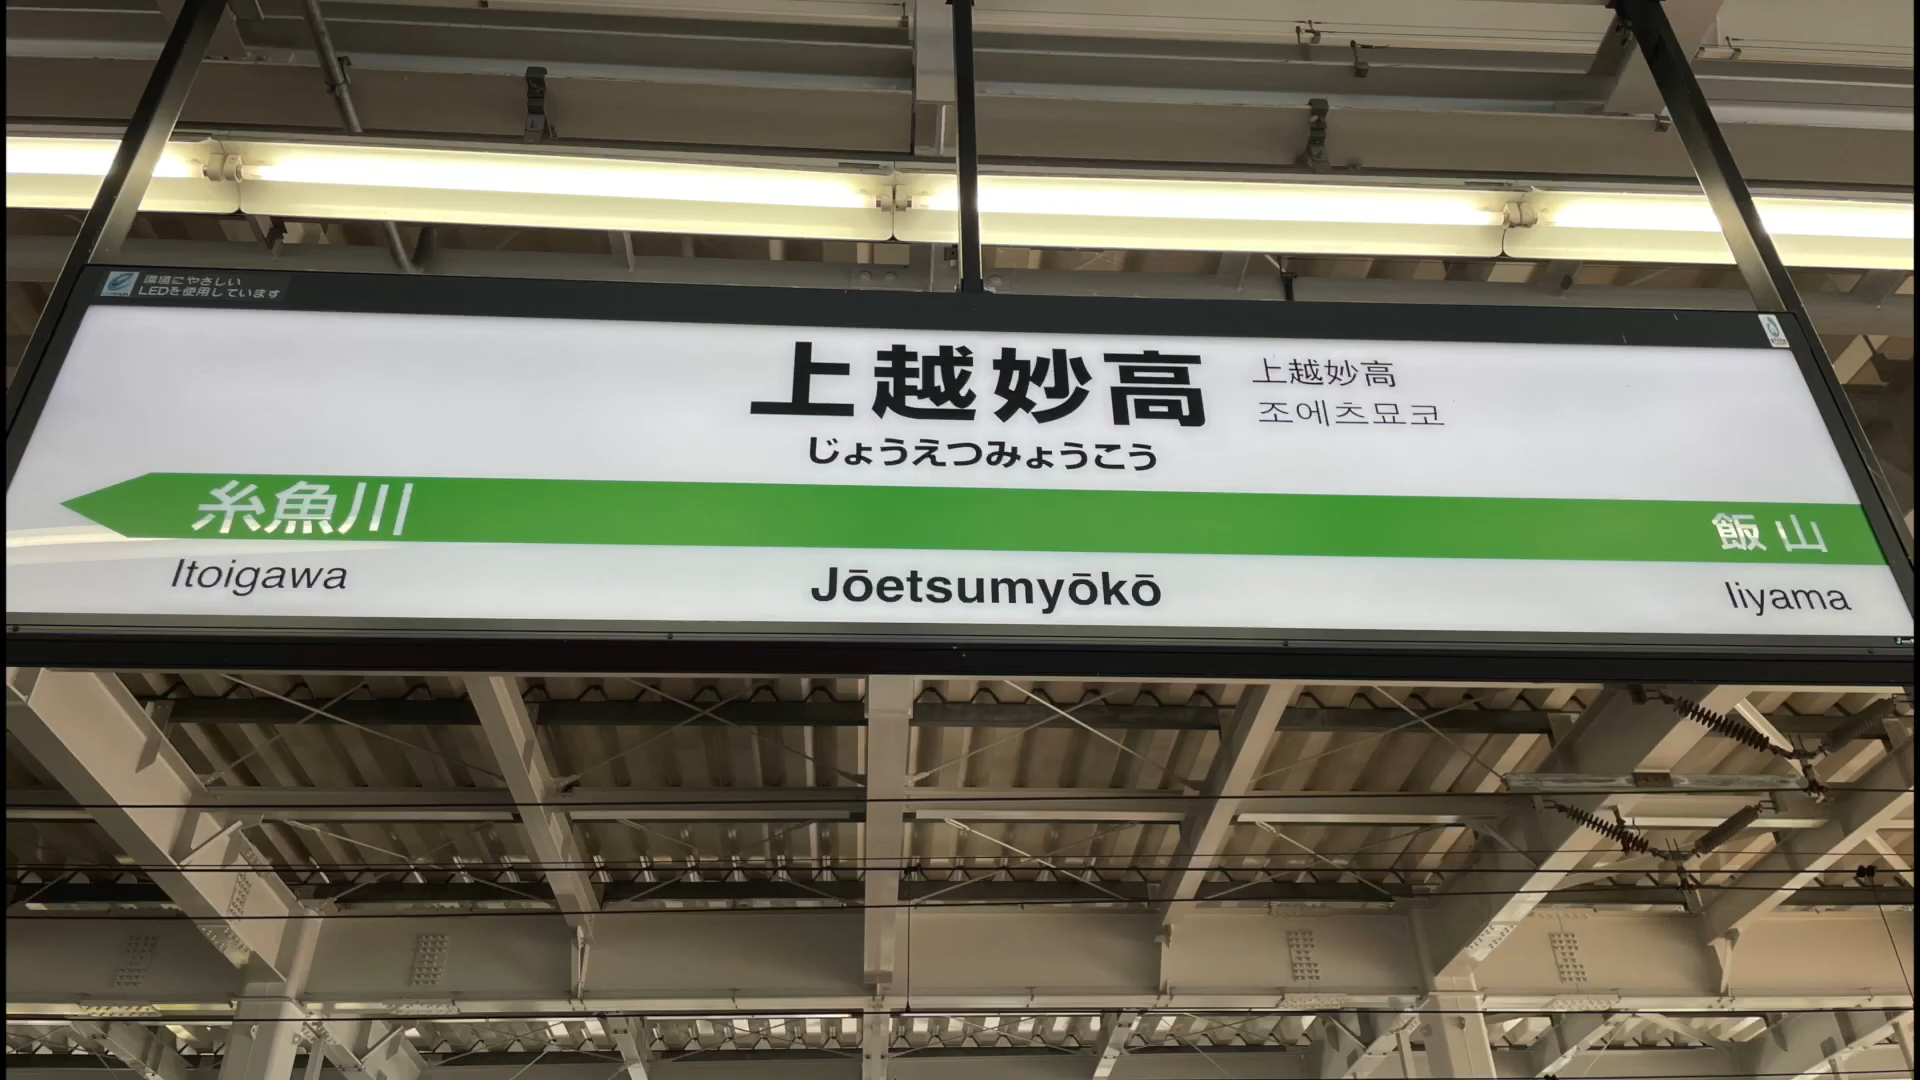 環境にやさしい
LEDを使用しています
上越妙高
上越妙高
조에츠묘코
じょうえつみょうこう
糸魚川
飯山
Itoigawa
Jōetsumyōkō
Iiyama